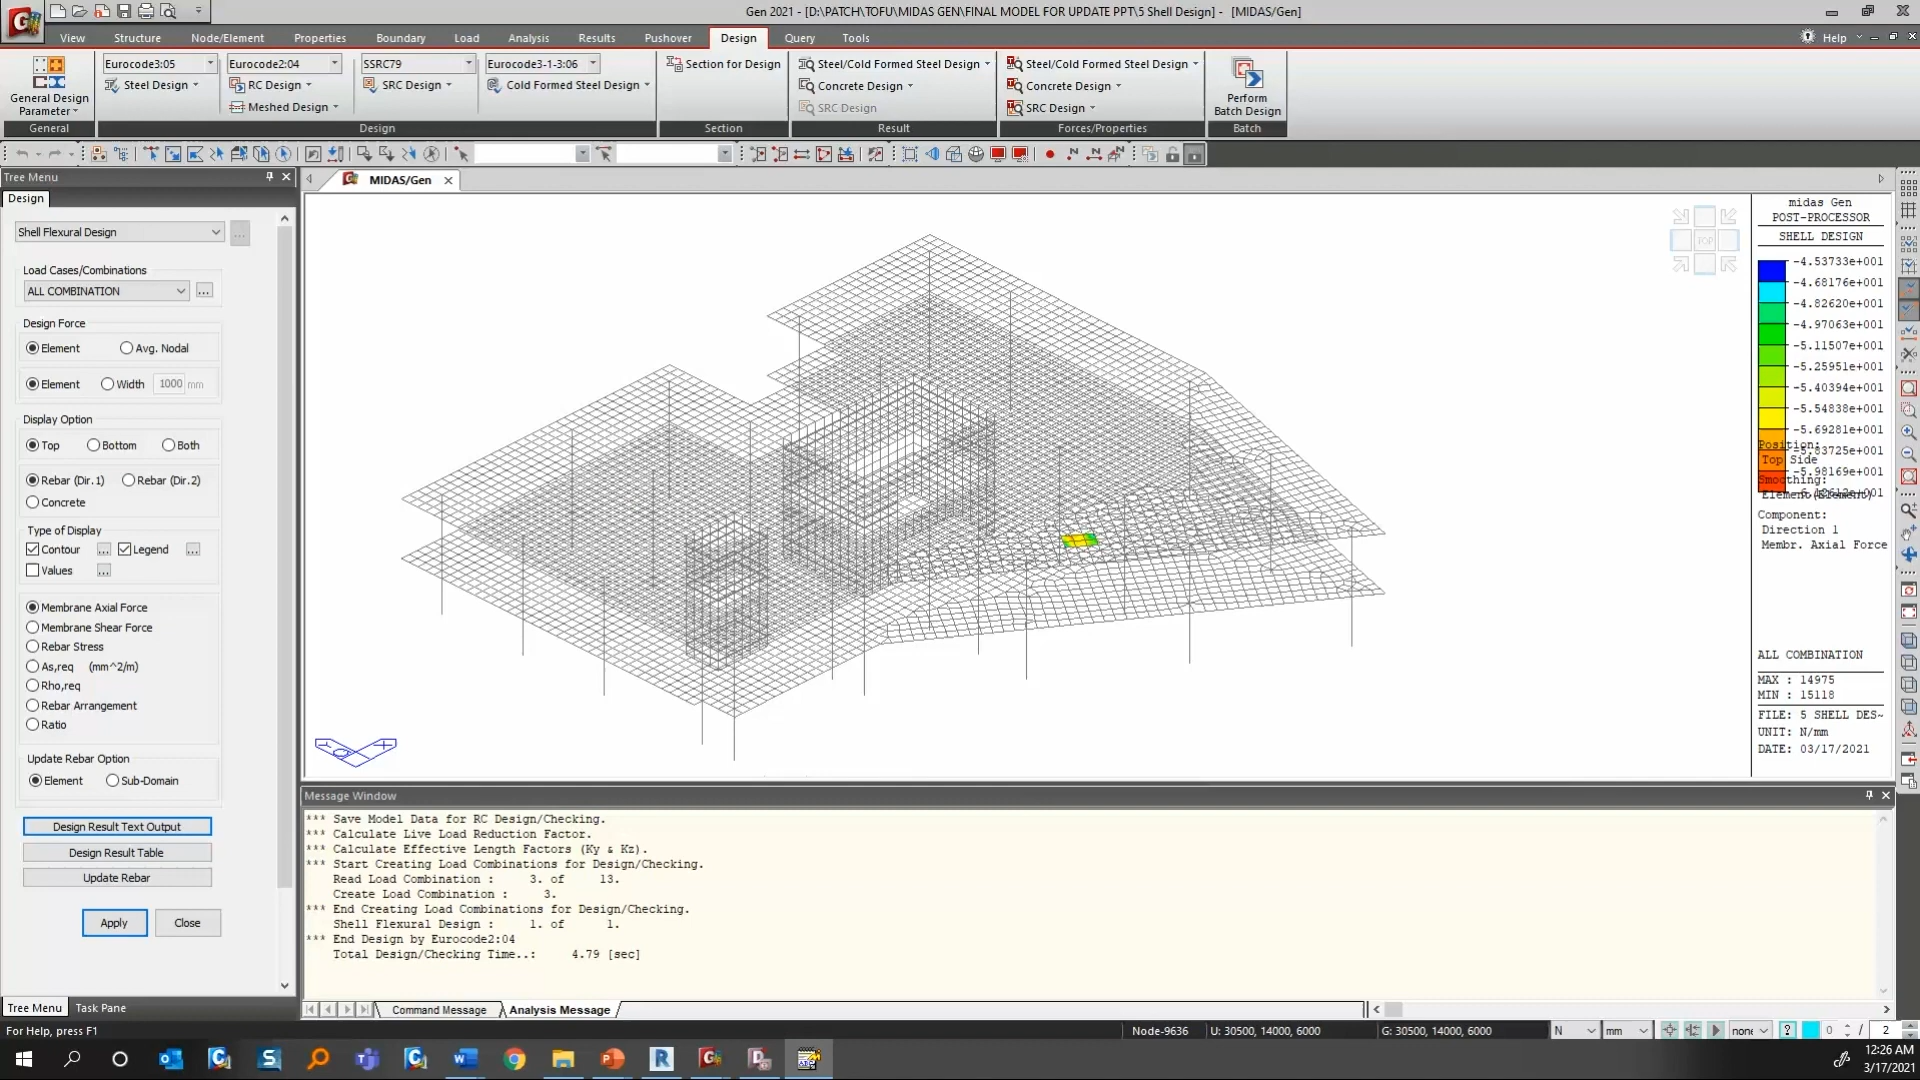 Gen 2021 - [D:\PATCH\TOFU\MIDAS GEN\FINAL MODEL FOR UPDATE PPT\5 Shell Design] - [MIDAS/Gen]
View Structure Node/Element Properties Boundary Load Analysis Results Pushover Design Query Tools Help
Eurocode3:05 Eurocode2:04 SSRC79 Eurocode3-1-3:06 Section for Design Steel/Cold Formed Steel Design Steel/Cold Formed Steel Design
Steel Design RC Design SRC Design Cold Formed Steel Design Concrete Design Concrete Design
General Design Parameter Meshed Design SRC Design SRC Design Perform Batch Design
General Design Section Result Forces/Properties Batch
Tree Menu
MIDAS/Gen
Design
Shell Flexural Design
Load Cases/Combinations
ALL COMBINATION
Design Force
Element Avg. Nodal
Element Width 1000 mm
Display Option
Top Bottom Both
Rebar (Dir.1) Rebar (Dir.2)
Concrete
Type of Display
Contour Legend
Values
Membrane Axial Force
Membrane Shear Force
Rebar Stress
As,req (mm^2/m)
Rho,req
Rebar Arrangement
Ratio
Update Rebar Option
Element Sub-Domain
Design Result Text Output
Design Result Table
Update Rebar
Apply Close
Tree Menu Task Pane
TOP
midas Gen
POST-PROCESSOR
SHELL DESIGN
-4.53733e+001
-4.68176e+001
-4.82620e+001
-4.97063e+001
-5.11507e+001
-5.25951e+001
-5.40394e+001
-5.54838e+001
-5.69281e+001
-5.83725e+001
-5.98169e+001
Position:
Top Side
Smoothing:
Element(Element)
Component:
Direction 1
Membr. Axial Force
ALL COMBINATION
MAX : 14975
MIN : 15118
FILE: 5 SHELL DES~
UNIT: N/mm
DATE: 03/17/2021
Message Window
*** Save Model Data for RC Design/Checking.
*** Calculate Live Load Reduction Factor.
*** Calculate Effective Length Factors (Ky & Kz).
*** Start Creating Load Combinations for Design/Checking.
Read Load Combination : 3. of 13.
Create Load Combination : 3.
*** End Creating Load Combinations for Design/Checking.
Shell Flexural Design : 1. of 1.
*** End Design by Eurocode2:04
Total Design/Checking Time..: 4.79 [sec]
Command Message Analysis Message
For Help, press F1 Node-9636 U: 30500, 14000, 6000 G: 30500, 14000, 6000 N mm none 0 / 2
12:26 AM
3/17/2021